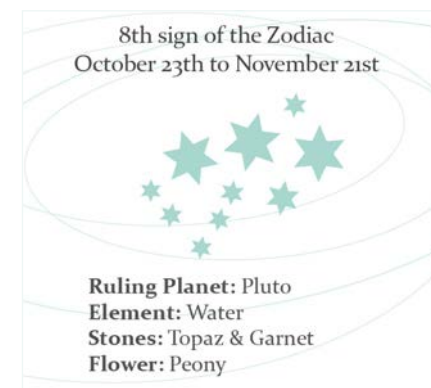 8th sign of the Zodiac
October 23th to November 21st
Ruling Planet: Pluto
Element: Water
Stones: Topaz & Garnet
Flower: Peony